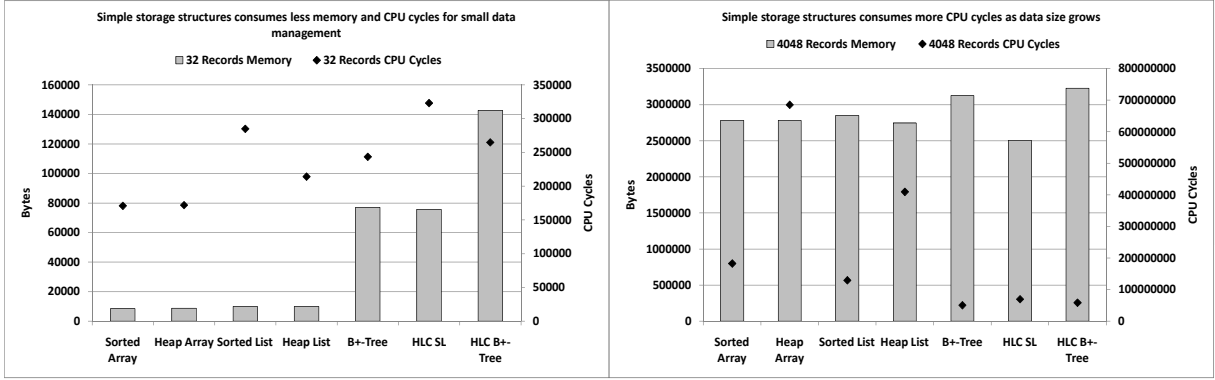 Simple storage structures consumes less memory and CPU cycles for small data
management
32 Records Memory 32 Records CPU Cycles
160000
140000
120000
100000
80000
60000
40000
20000
0
Bytes
350000
300000
250000
200000
150000
100000
50000
0
CPU Cycles
Sorted Array
Heap Array
Sorted List
Heap List
B+-Tree
HLC SL
HLC B+-Tree
Simple storage structures consumes more CPU cycles as data size grows
4048 Records Memory 4048 Records CPU Cycles
3500000
3000000
2500000
2000000
1500000
1000000
500000
0
Bytes
800000000
700000000
600000000
500000000
400000000
300000000
200000000
100000000
0
CPU CYcles
Sorted Array
Heap Array
Sorted List
Heap List
B+-Tree
HLC SL
HLC B+-Tree